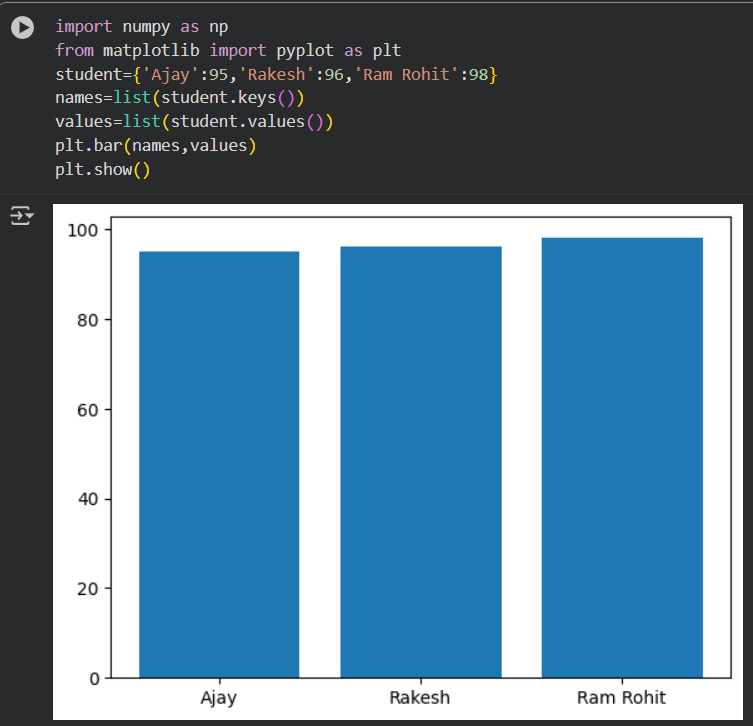 import numpy as np
from matplotlib import pyplot as plt
student={'Ajay':95,'Rakesh':96,'Ram Rohit':98}
names=list(student.keys())
values=list(student.values())
plt.bar(names,values)
plt.show()
100
80
60
40
20
0
Ajay Rakesh Ram Rohit